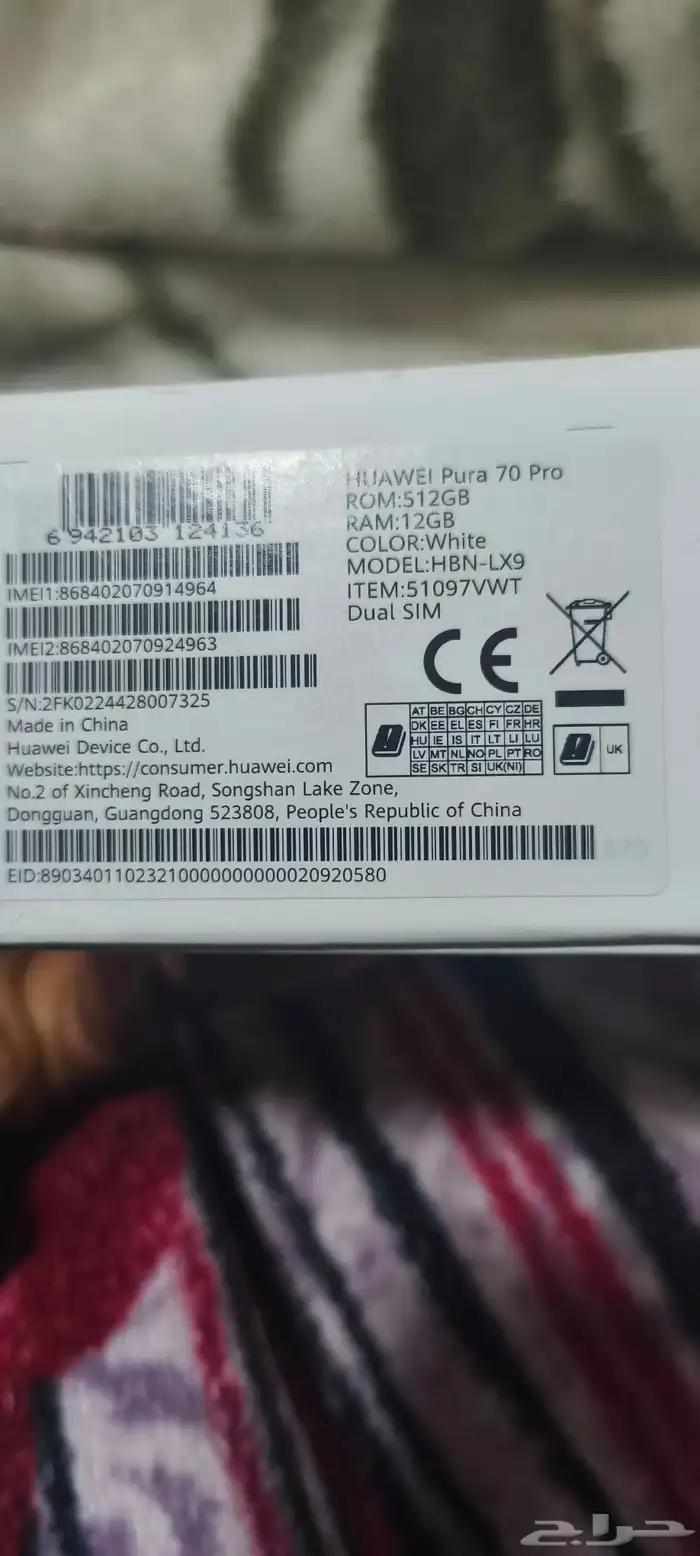 6 942103 124136
IMEI1:868402070914964
IMEI2:868402070924963
S/N:2FK0224428007325
Made in China
Huawei Device Co., Ltd.
Website:https://consumer.huawei.com
No.2 of Xincheng Road, Songshan Lake Zone,
Dongguan, Guangdong 523808, People's Republic of China
EID:89034011023210000000000020920580
HUAWEI Pura 70 Pro
ROM:512GB
RAM:12GB
COLOR:White
MODEL:HBN-LX9
ITEM:51097VWT
Dual SIM
CE
AT BE BG CH CY CZ DE
DK EE EL ES FI FR HR
HU IE IS IT LT LI LU
LV MT NL NO PL PT RO
SE SK TR SI UK(NI)
UK
حراج